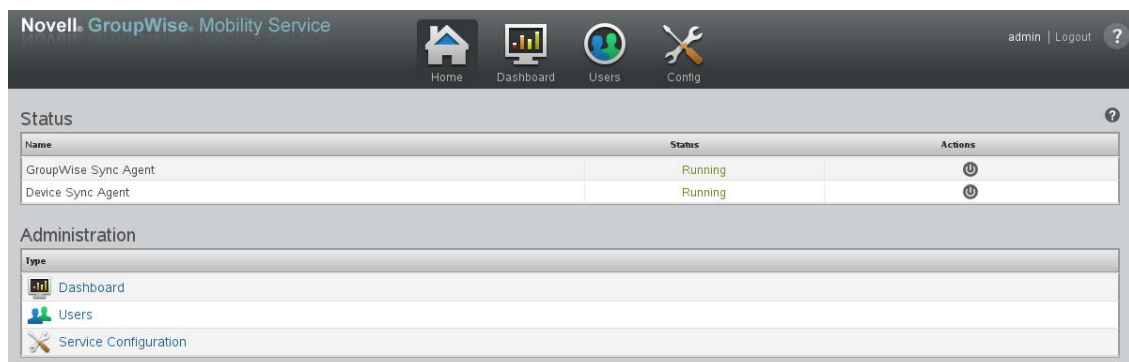 Novell® GroupWise® Mobility Service
admin | Logout ?
Home Dashboard Users Config
Status ?
Name Status Actions
GroupWise Sync Agent Running
Device Sync Agent Running
Administration
Type
Dashboard
Users
Service Configuration